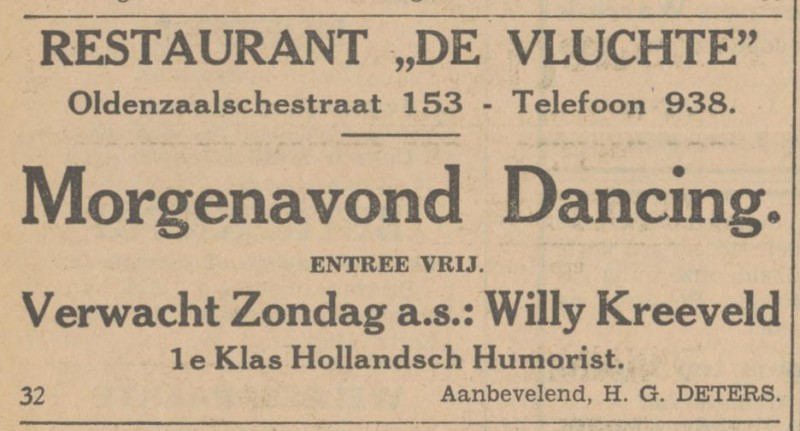 RESTAURANT „DE VLUCHTE”
Oldenzaalschestraat 153 - Telefoon 938.
Morgenavond Dancing.
ENTREE VRIJ.
Verwacht Zondag a.s.: Willy Kreeveld
1e Klas Hollandsch Humorist.
32 Aanbevelend, H. G. DETERS.